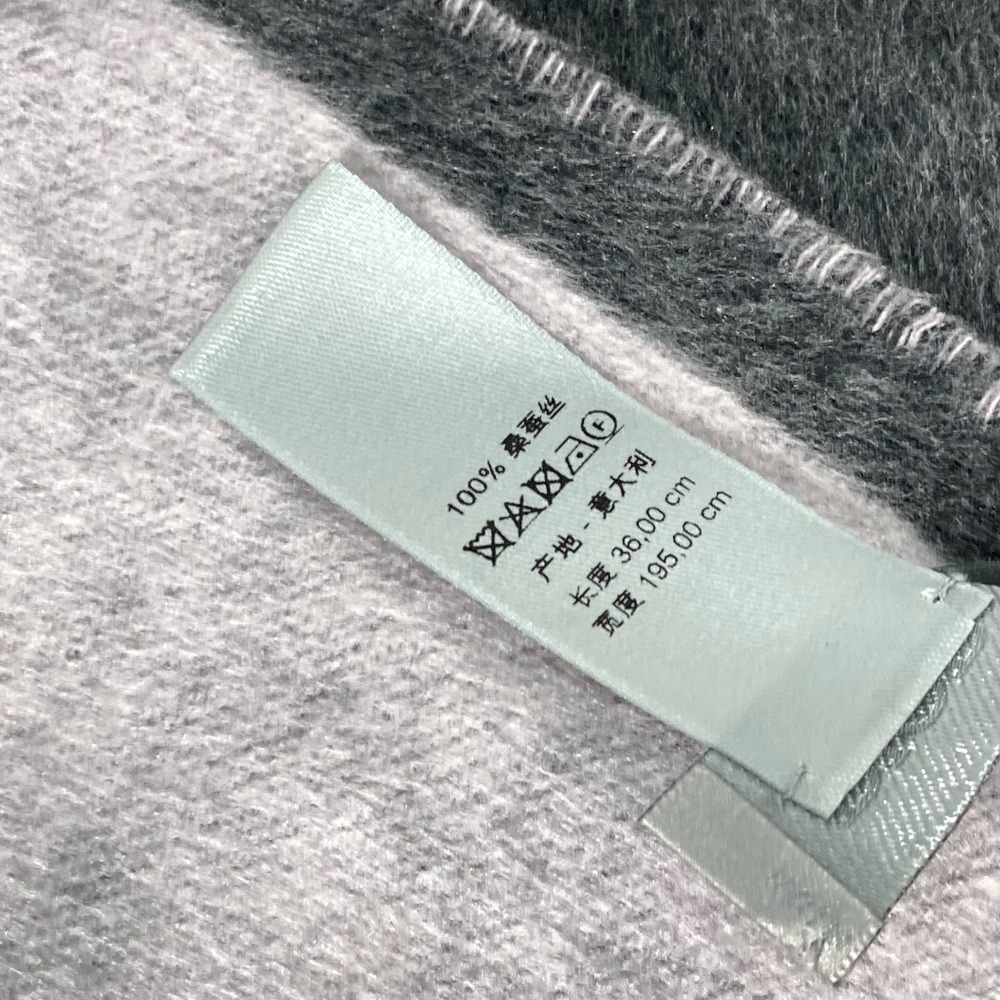 100% 桑蚕丝
F
产地 - 意大利
长度 36,00 cm
宽度 195,00 cm